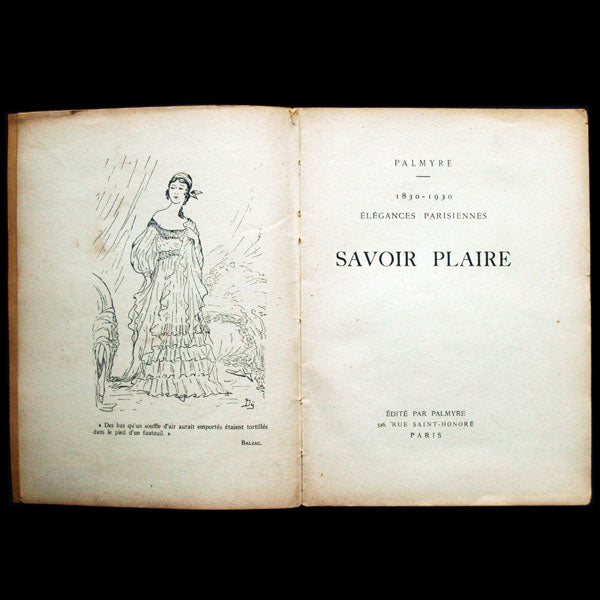 « Des bas qu'un souffle d'air aurait emportés étaient tortillés
dans le pied d'un fauteuil. »
BALZAC.
PALMYRE
1830-1930
ÉLÉGANCES PARISIENNES
SAVOIR PLAIRE
ÉDITÉ PAR PALMYRE
326, RUE SAINT-HONORÉ
PARIS